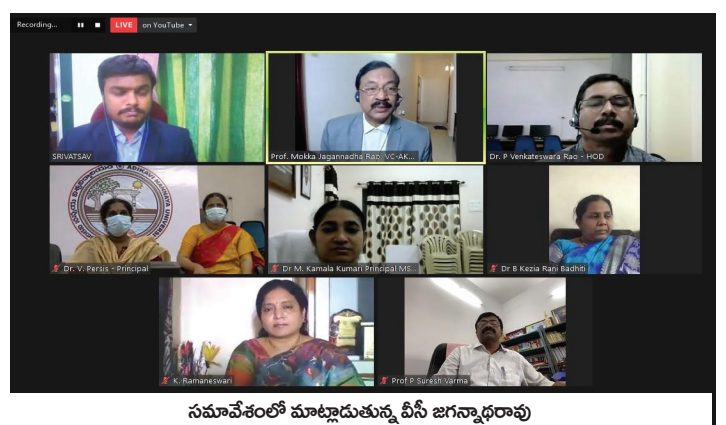 Recording...
LIVE on YouTube
SRIVATSAV
Prof. Mokka Jagannadha Rao, VC-AK...
Dr. P Venkateswara Rao - HOD
Dr. V. Persis - Principal
Dr M. Kamala Kumari Principal MS...
Dr B Kezia Rani Badhiti
K. Ramaneswari
Prof P Suresh Varma
సమావేశంలో మాట్లాడుతున్న వీసీ జగన్నాథరావు